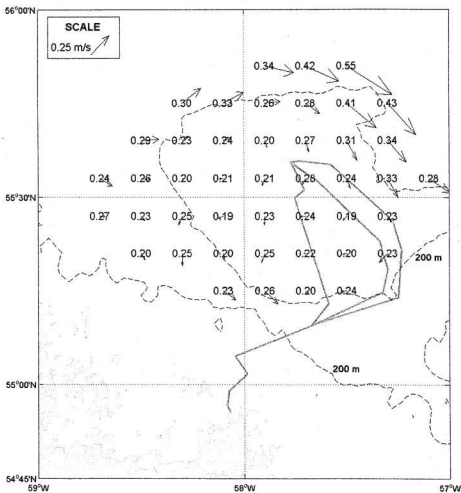 56°00'N
SCALE
0.25 m/s
0.34 0.42 0.55
0.30 0.33 0.26 0.28 0.41 0.43
0.29 0.23 0.24 0.20 0.27 0.31 0.34
0.24 0.26 0.20 0.21 0.21 0.28 0.24 0.33 0.28
55°30'N
0.27 0.23 0.25 0.19 0.23 0.24 0.19 0.23
0.20 0.25 0.20 0.25 0.22 0.20 0.23
200 m
0.23 0.26 0.20 0.24
200 m
55°00'N
54°45'N
59°W 58°W 57°W